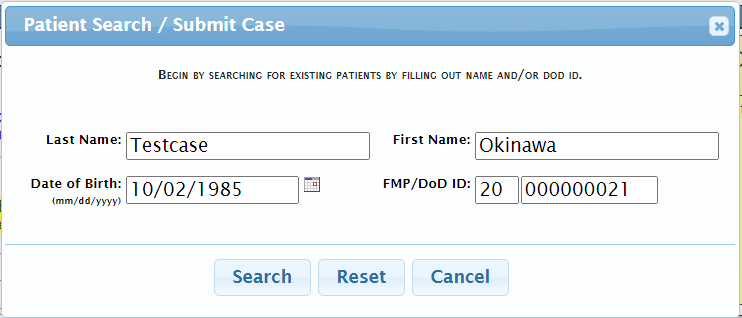 Patient Search / Submit Case
Begin by searching for existing patients by filling out name and/or dod id.
Last Name: Testcase First Name: Okinawa
Date of Birth: 10/02/1985 FMP/DoD ID: 20 000000021
(mm/dd/yyyy)
Search Reset Cancel